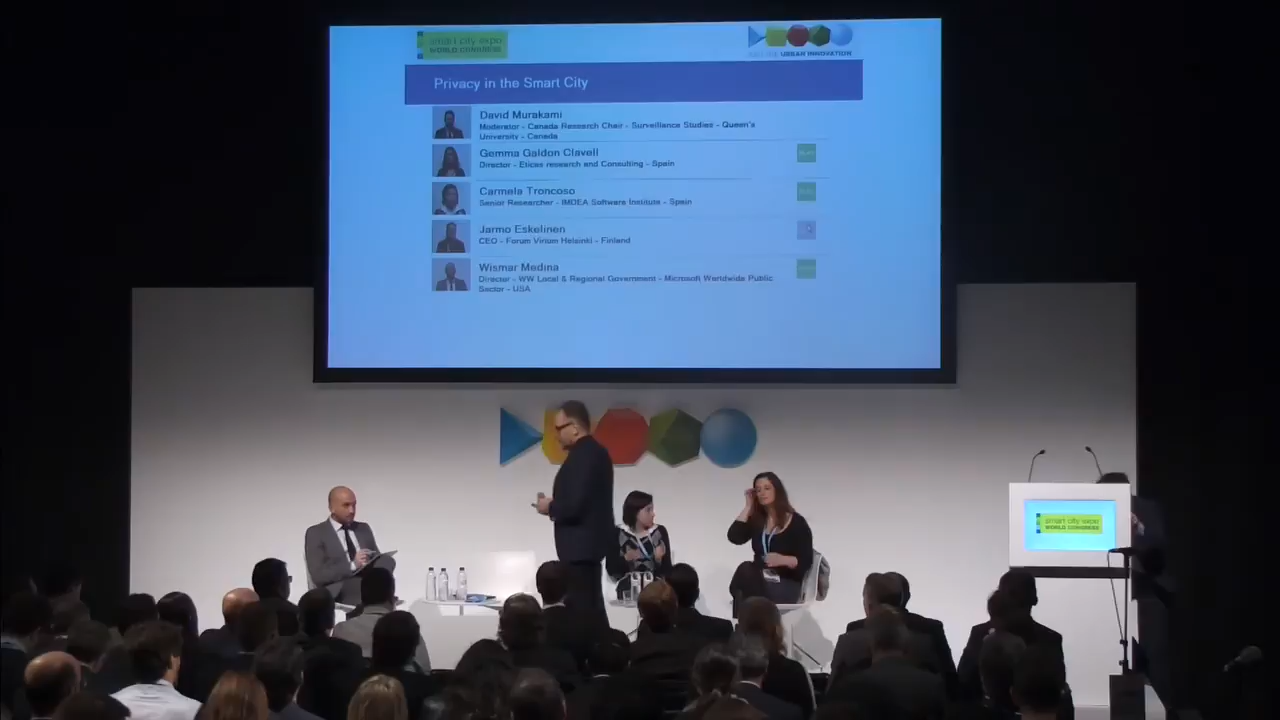 smart city expo
WORLD CONGRESS
URBAN INNOVATION
Privacy in the Smart City
David Murakami
Moderator - Canada Research Chair - Surveillance Studies - Queen's
University - Canada
Gemma Galdon Clavell
Director - Eticas research and Consulting - Spain
Carmela Troncoso
Senior Researcher - IMDEA Software Institute - Spain
Jarmo Eskelinen
CEO - Forum Virium Helsinki - Finland
Wismar Medina
Director - WW Local & Regional Government - Microsoft Worldwide Public
Sector - USA
smart city expo
WORLD CONGRESS